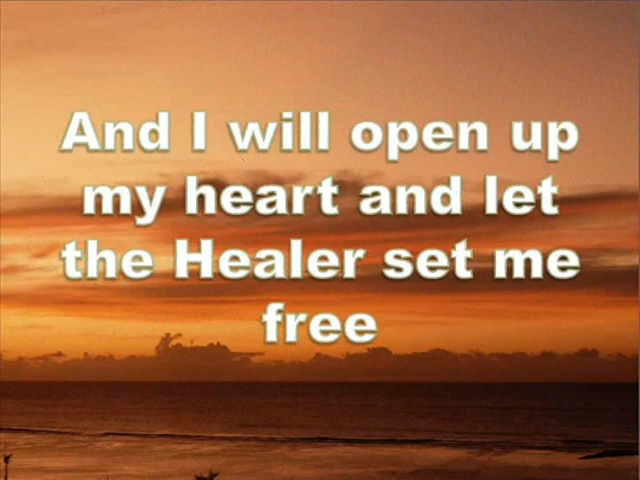 And I will open up
my heart and let
the Healer set me
free